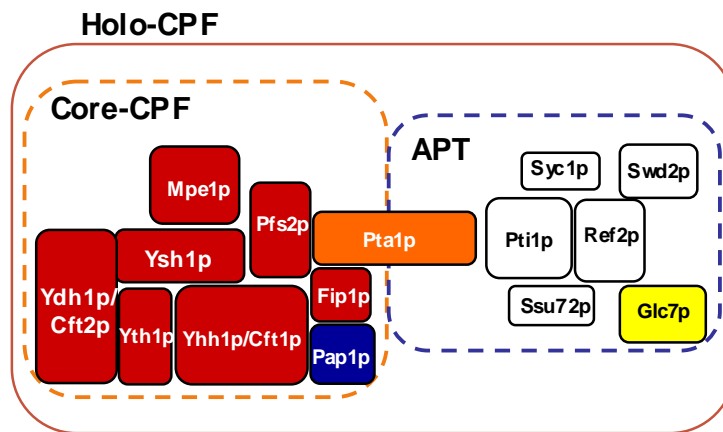 Holo-CPF
Core-CPF
APT
Mpe1p
Pfs2p
Pta1p
Ysh1p
Ydh1p/
Cft2p
Yth1p
Yhh1p/Cft1p
Fip1p
Pap1p
Syc1p
Swd2p
Pti1p
Ref2p
Ssu72p
Glc7p